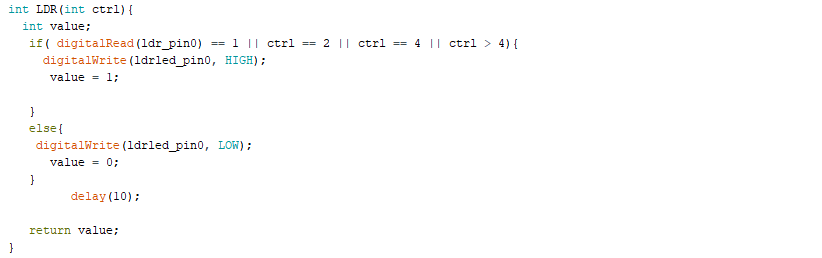 int LDR(int ctrl){
  int value;
   if( digitalRead(ldr_pin0) == 1 || ctrl == 2 || ctrl == 4 || ctrl > 4){
     digitalWrite(ldrled_pin0, HIGH);
      value = 1;
   }
   else{
    digitalWrite(ldrled_pin0, LOW);
      value = 0;
   }
         delay(10);
   return value;
}